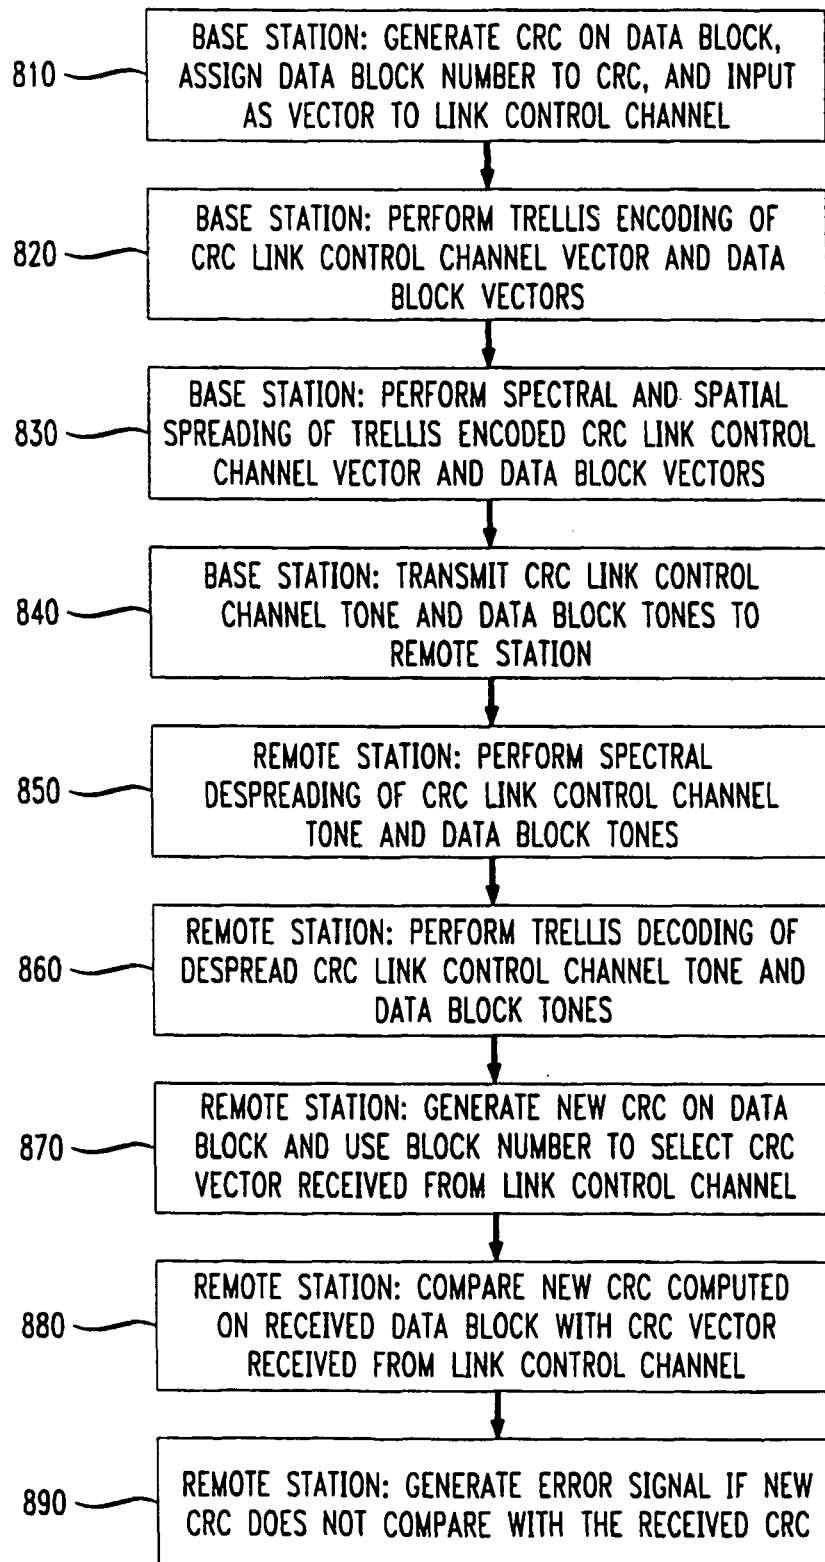 BASE STATION: GENERATE CRC ON DATA BLOCK,
810
ASSIGN DATA BLOCK NUMBER TO CRC, AND INPUT
AS VECTOR TO LINK CONTROL CHANNEL
BASE STATION: PERFORM TRELLIS ENCODING OF
820
CRC LINK CONTROL CHANNEL VECTOR AND DATA
BLOCK VECTORS
BASE STATION: PERFORM SPECTRAL AND SPATIAL
830
SPREADING OF TRELLIS ENCODED CRC LINK CONTROL
CHANNEL VECTOR AND DATA BLOCK VECTORS
BASE STATION: TRANSMIT CRC LINK CONTROL
840
CHANNEL TONE AND DATA BLOCK TONES TO
REMOTE STATION
REMOTE STATION: PERFORM SPECTRAL
850
DESPREADING OF CRC LINK CONTROL CHANNEL
TONE AND DATA BLOCK TONES
REMOTE STATION: PERFORM TRELLIS DECODING OF
860
DESPREAD CRC LINK CONTROL CHANNEL TONE AND
DATA BLOCK TONES
REMOTE STATION: GENERATE NEW CRC ON DATA
870
BLOCK AND USE BLOCK NUMBER TO SELECT CRC
VECTOR RECEIVED FROM LINK CONTROL CHANNEL
REMOTE STATION: COMPARE NEW CRC COMPUTED
880
ON RECEIVED DATA BLOCK WITH CRC VECTOR
RECEIVED FROM LINK CONTROL CHANNEL
REMOTE STATION: GENERATE ERROR SIGNAL IF NEW
890
CRC DOES NOT COMPARE WITH THE RECEIVED CRC